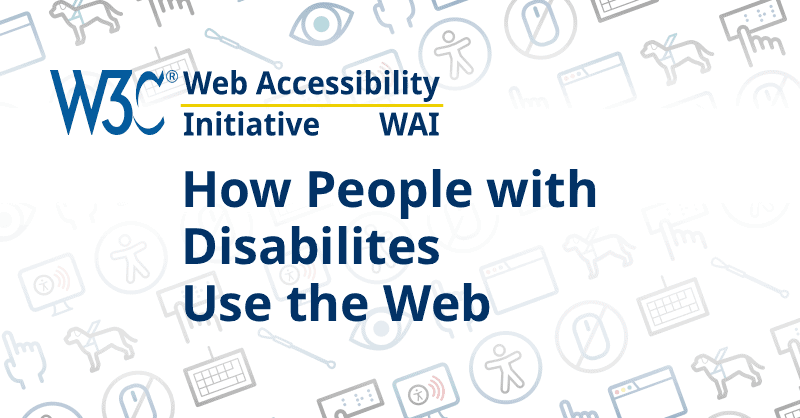 W3C® Web Accessibility
Initiative WAI
How People with
Disabilites
Use the Web